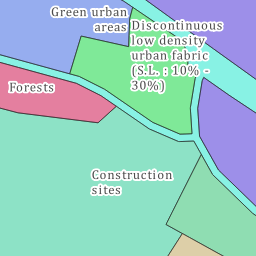 Green urban
areas
Discontinuous
low density
urban fabric
(S.L. : 10% -
30%)
Forests
Construction
sites